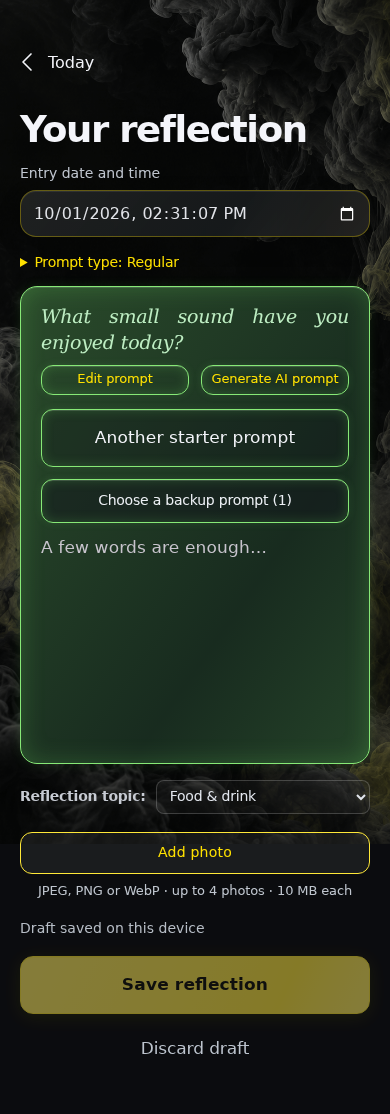 Today
Your reflection
Entry date and time
10/01/2026, 02:31:07 PM
Prompt type: Regular
What small sound have you
enjoyed today?
Edit prompt
Generate AI prompt
Another starter prompt
Choose a backup prompt (1)
A few words are enough...
Reflection topic:
Food & drink
Add photo
JPEG, PNG or WebP · up to 4 photos · 10 MB each
Draft saved on this device
Save reflection
Discard draft